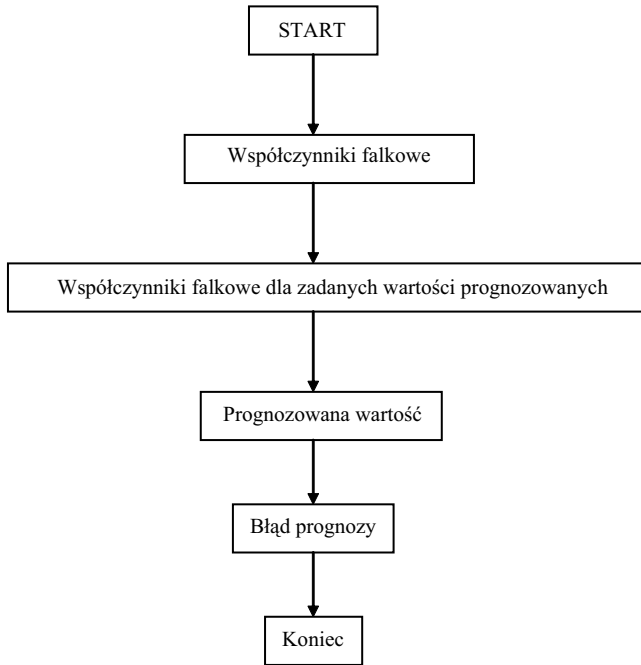 START
Współczynniki falkowe
Współczynniki falkowe dla zadanych wartości prognozowanych
Prognozowana wartość
Błąd prognozy
Koniec